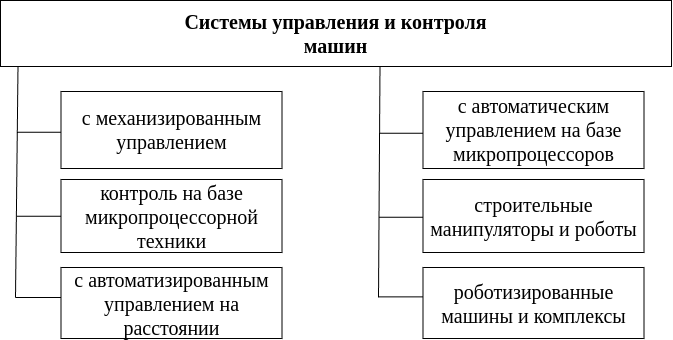 Системы управления и контроля
машин
с механизированным
управлением
контроль на базе
микропроцессорной
техники
с автоматизированным
управлением на
расстоянии
с автоматическим
управлением на базе
микропроцессоров
строительные
манипуляторы и роботы
роботизированные
машины и комплексы